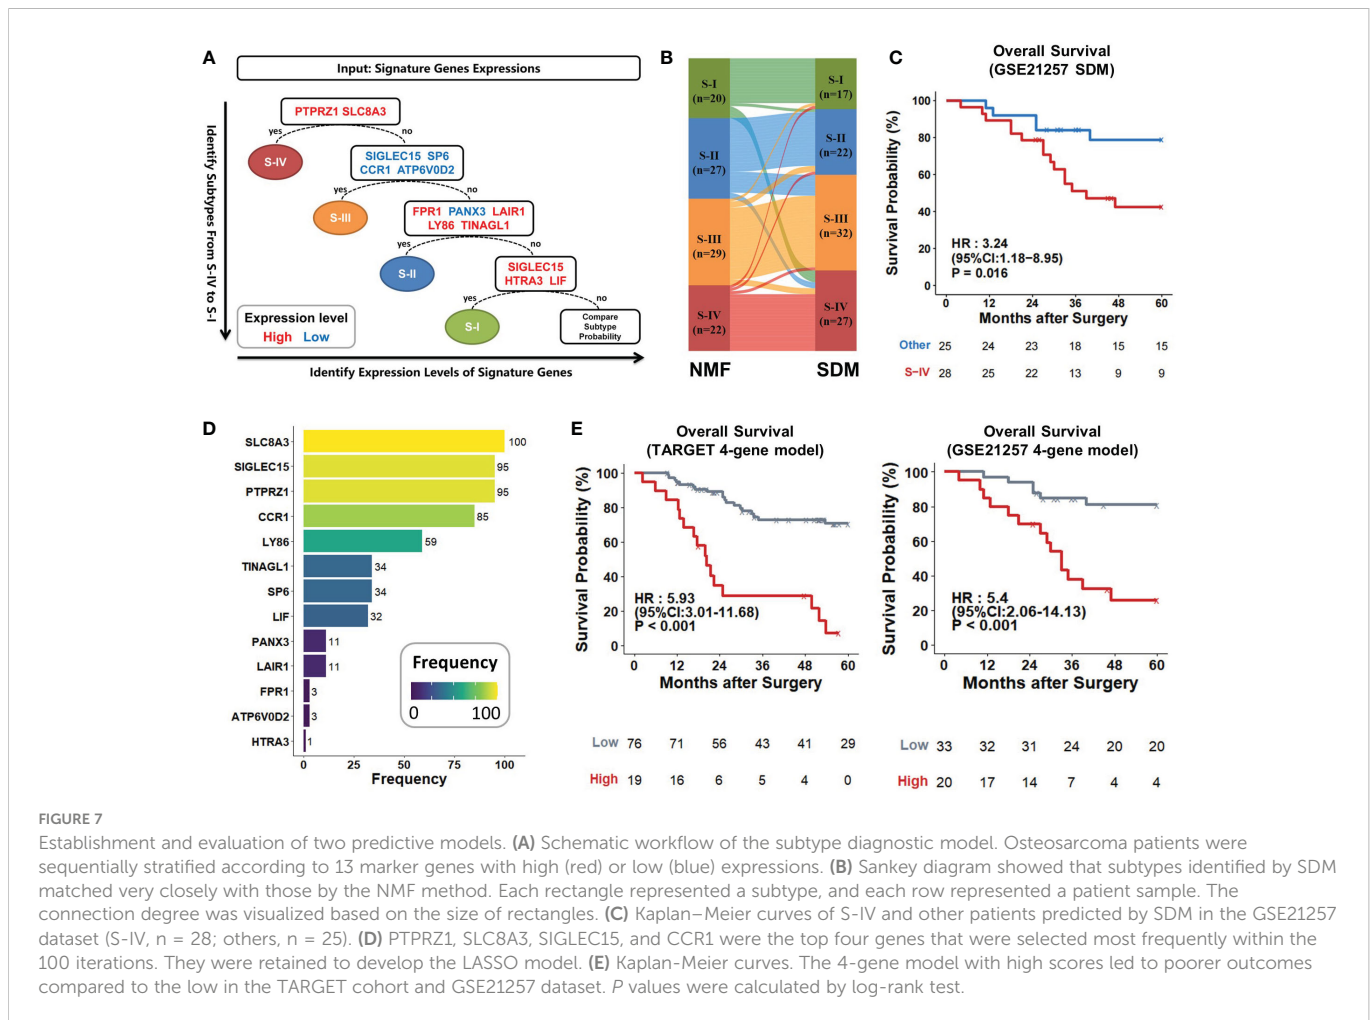 A
Input: Signature Genes Expressions
Identify Subtypes From S-IV to S-I
PTPRZ1 SLC8A3
yes
no
S-IV
SIGLEC15 SP6
CCR1 ATP6V0D2
yes
no
S-III
FPR1 PANX3 LAIR1
LY86 TINAGL1
yes
no
S-II
SIGLEC15
HTRA3 LIF
yes
no
S-I
Compare
Subtype
Probability
Expression level
High Low
Identify Expression Levels of Signature Genes
B
S-I
(n=20)
S-II
(n=27)
S-III
(n=29)
S-IV
(n=22)
S-I
(n=17)
S-II
(n=22)
S-III
(n=32)
S-IV
(n=27)
NMF SDM
C
Overall Survival
(GSE21257 SDM)
Survival Probability (%)
100
80
60
40
20
0
HR : 3.24
(95%CI:1.18−8.95)
P = 0.016
0 12 24 36 48 60
Months after Surgery
Other 25 24 23 18 15 15
S−IV 28 25 22 13 9 9
D
SLC8A3 100
SIGLEC15 95
PTPRZ1 95
CCR1 85
LY86 59
TINAGL1 34
SP6 34
LIF 32
PANX3 11
LAIR1 11
FPR1 3
ATP6V0D2 3
HTRA3 1
0 25 50 75 100
Frequency
Frequency
0 100
E
Overall Survival
(TARGET 4-gene model)
Survival Probability (%)
100
80
60
40
20
0
HR : 5.93
(95%CI:3.01-11.68)
P < 0.001
0 12 24 36 48 60
Months after Surgery
Low 76 71 56 43 41 29
High 19 16 6 5 4 0
Overall Survival
(GSE21257 4-gene model)
Survival Probability (%)
100
80
60
40
20
0
HR : 5.4
(95%CI:2.06-14.13)
P < 0.001
0 12 24 36 48 60
Months after Surgery
Low 33 32 31 24 20 20
High 20 17 14 7 4 4
FIGURE 7
Establishment and evaluation of two predictive models. (A) Schematic workflow of the subtype diagnostic model. Osteosarcoma patients were
sequentially stratified according to 13 marker genes with high (red) or low (blue) expressions. (B) Sankey diagram showed that subtypes identified by SDM
matched very closely with those by the NMF method. Each rectangle represented a subtype, and each row represented a patient sample. The
connection degree was visualized based on the size of rectangles. (C) Kaplan–Meier curves of S-IV and other patients predicted by SDM in the GSE21257
dataset (S-IV, n = 28; others, n = 25). (D) PTPRZ1, SLC8A3, SIGLEC15, and CCR1 were the top four genes that were selected most frequently within the
100 iterations. They were retained to develop the LASSO model. (E) Kaplan-Meier curves. The 4-gene model with high scores led to poorer outcomes
compared to the low in the TARGET cohort and GSE21257 dataset. P values were calculated by log-rank test.